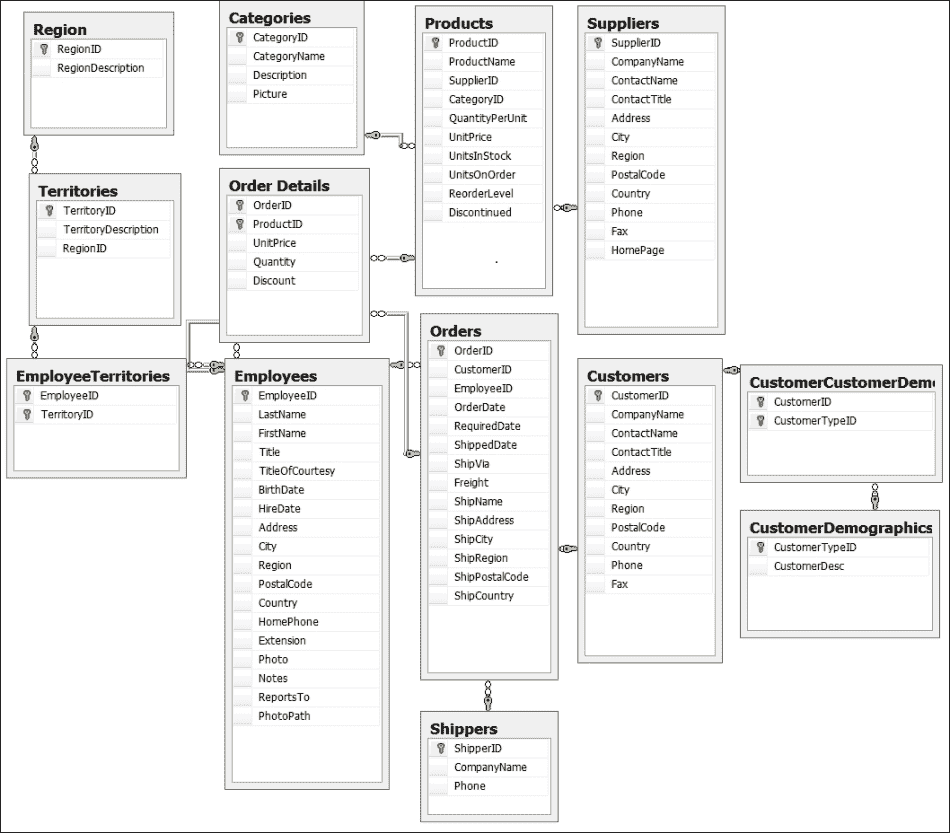 Region
RegionID
RegionDescription
Categories
CategoryID
CategoryName
Description
Picture
Products
ProductID
ProductName
SupplierID
CategoryID
QuantityPerUnit
UnitPrice
UnitsInStock
UnitsOnOrder
ReorderLevel
Discontinued
Suppliers
SupplierID
CompanyName
ContactName
ContactTitle
Address
City
Region
PostalCode
Country
Phone
Fax
HomePage
Territories
TerritoryID
TerritoryDescription
RegionID
Order Details
OrderID
ProductID
UnitPrice
Quantity
Discount
EmployeeTerritories
EmployeeID
TerritoryID
Employees
EmployeeID
LastName
FirstName
Title
TitleOfCourtesy
BirthDate
HireDate
Address
City
Region
PostalCode
Country
HomePhone
Extension
Photo
Notes
ReportsTo
PhotoPath
Orders
OrderID
CustomerID
EmployeeID
OrderDate
RequiredDate
ShippedDate
ShipVia
Freight
ShipName
ShipAddress
ShipCity
ShipRegion
ShipPostalCode
ShipCountry
Customers
CustomerID
CompanyName
ContactName
ContactTitle
Address
City
Region
PostalCode
Country
Phone
Fax
CustomerCustomerDem
CustomerID
CustomerTypeID
CustomerDemographics
CustomerTypeID
CustomerDesc
Shippers
ShipperID
CompanyName
Phone